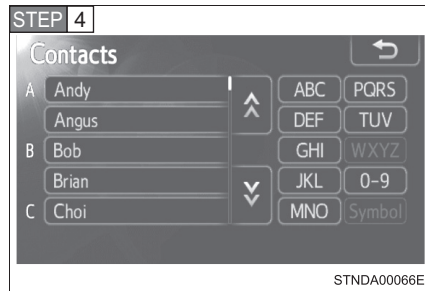 STEP 4
Contacts
A Andy ABC PQRS
Angus DEF TUV
B Bob GHI WXYZ
Brian JKL 0-9
C Choi MNO Symbol
STNDA00066E